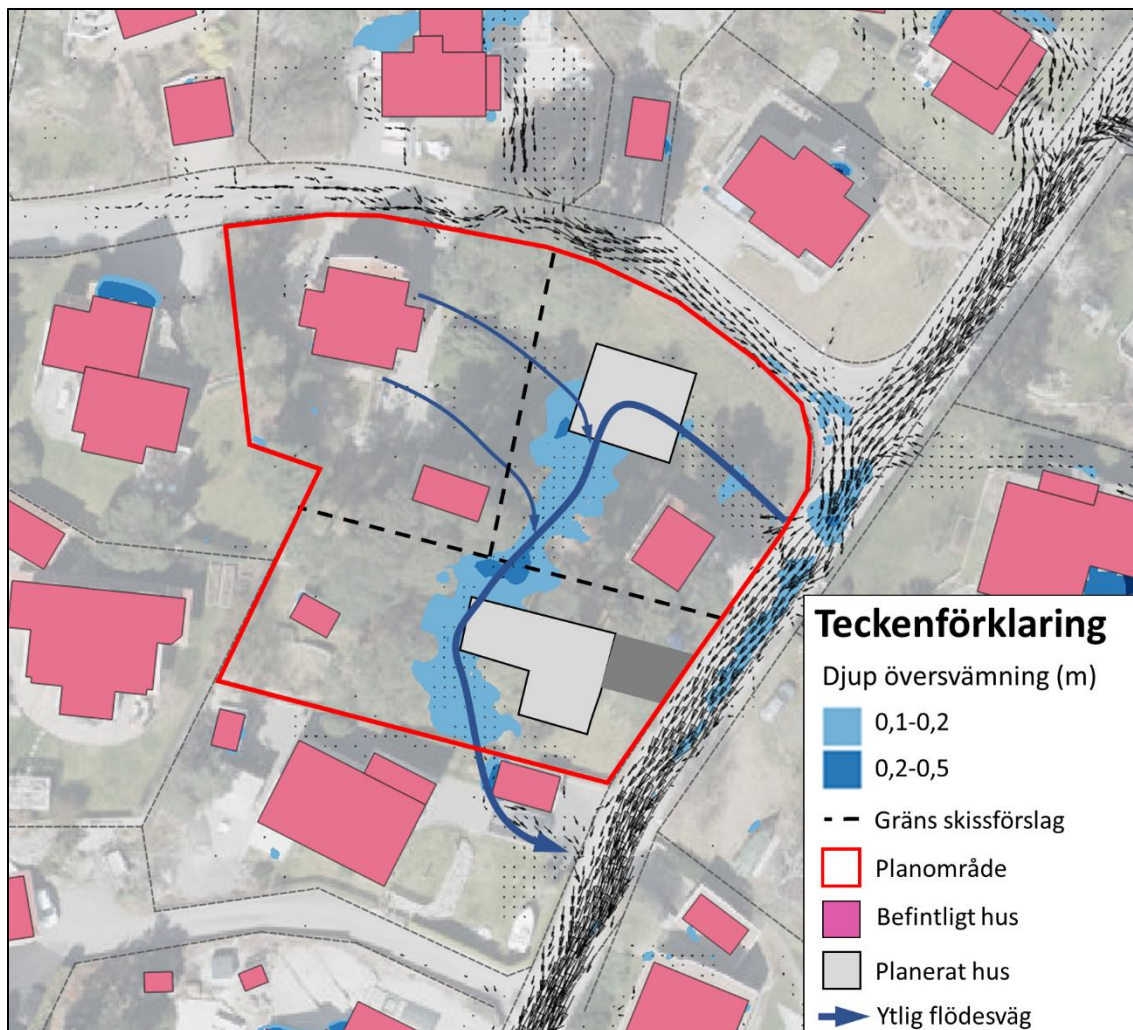 Teckenförklaring
Djup översvämning (m)
0,1-0,2
0,2-0,5
Gräns skissförslag
Planområde
Befintligt hus
Planerat hus
Ytlig flödesväg